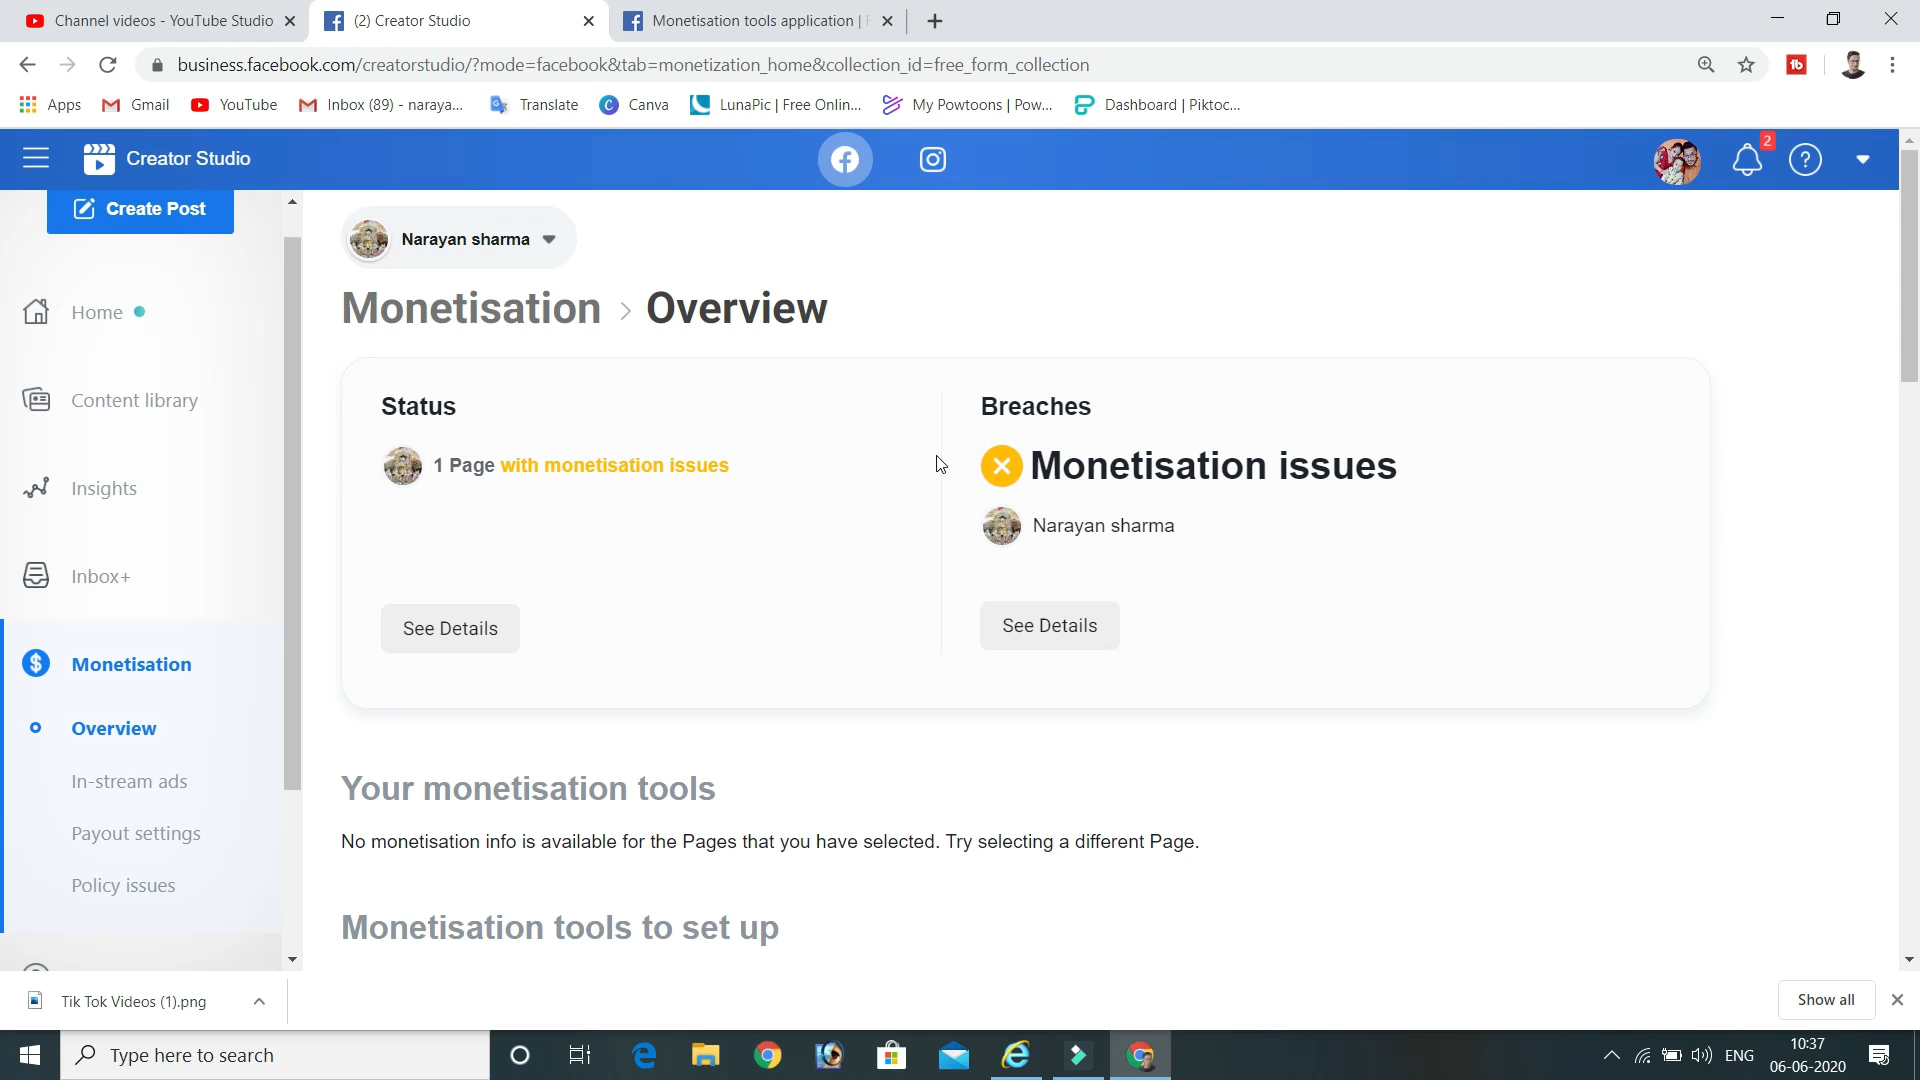 Channel videos - YouTube Studio
(2) Creator Studio
Monetisation tools application |
business.facebook.com/creatorstudio/?mode=facebook&tab=monetization_home&collection_id=free_form_collection
Apps
Gmail
YouTube
Inbox (89) - naraya...
Translate
Canva
LunaPic | Free Onlin...
My Powtoons | Pow...
Dashboard | Piktoc...
Creator Studio
2
Create Post
Narayan sharma
Monetisation > Overview
Home
Content library
Insights
Inbox+
Monetisation
Overview
In-stream ads
Payout settings
Policy issues
Status
1 Page with monetisation issues
See Details
Breaches
Monetisation issues
Narayan sharma
See Details
Your monetisation tools
No monetisation info is available for the Pages that you have selected. Try selecting a different Page.
Monetisation tools to set up
Tik Tok Videos (1).png
Show all
Type here to search
ENG
10:37
06-06-2020